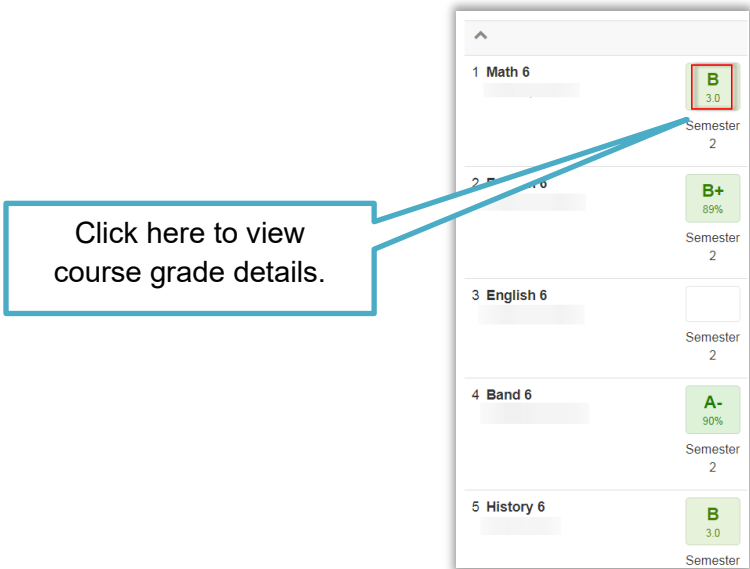 1 Math 6
B
3.0
Semester
2
2
6
B+
89%
Semester
2
Click here to view
course grade details.
3 English 6
Semester
2
4 Band 6
A-
90%
Semester
2
5 History 6
B
3.0
Semester